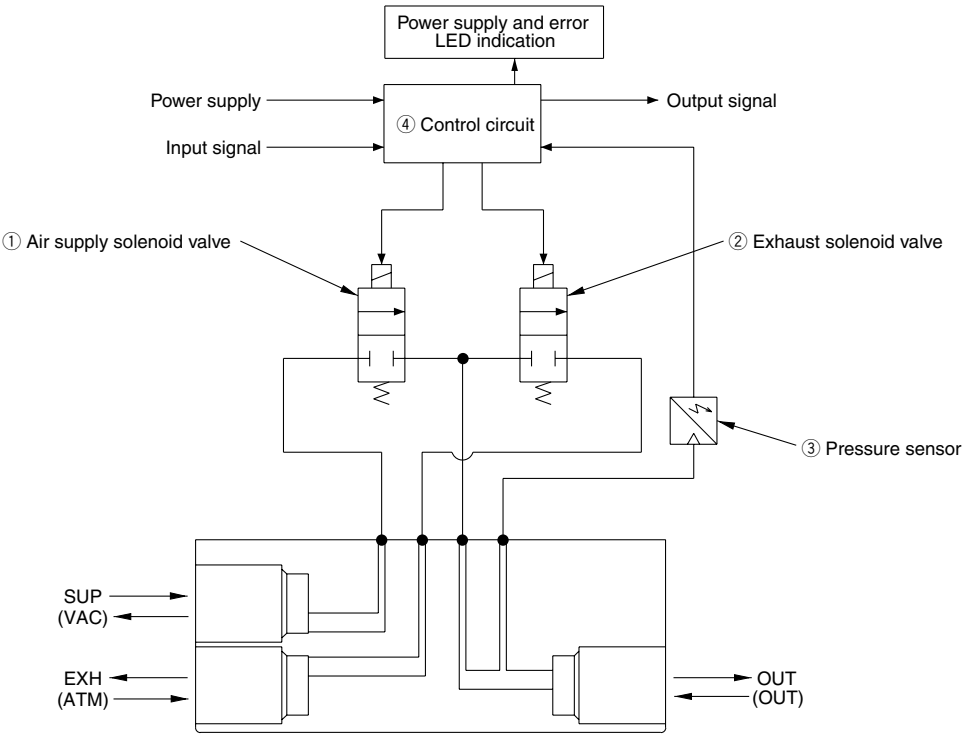 Power supply and error
LED indication
Power supply
④ Control circuit
Output signal
Input signal
① Air supply solenoid valve
② Exhaust solenoid valve
③ Pressure sensor
SUP
(VAC)
EXH
(ATM)
OUT
(OUT)